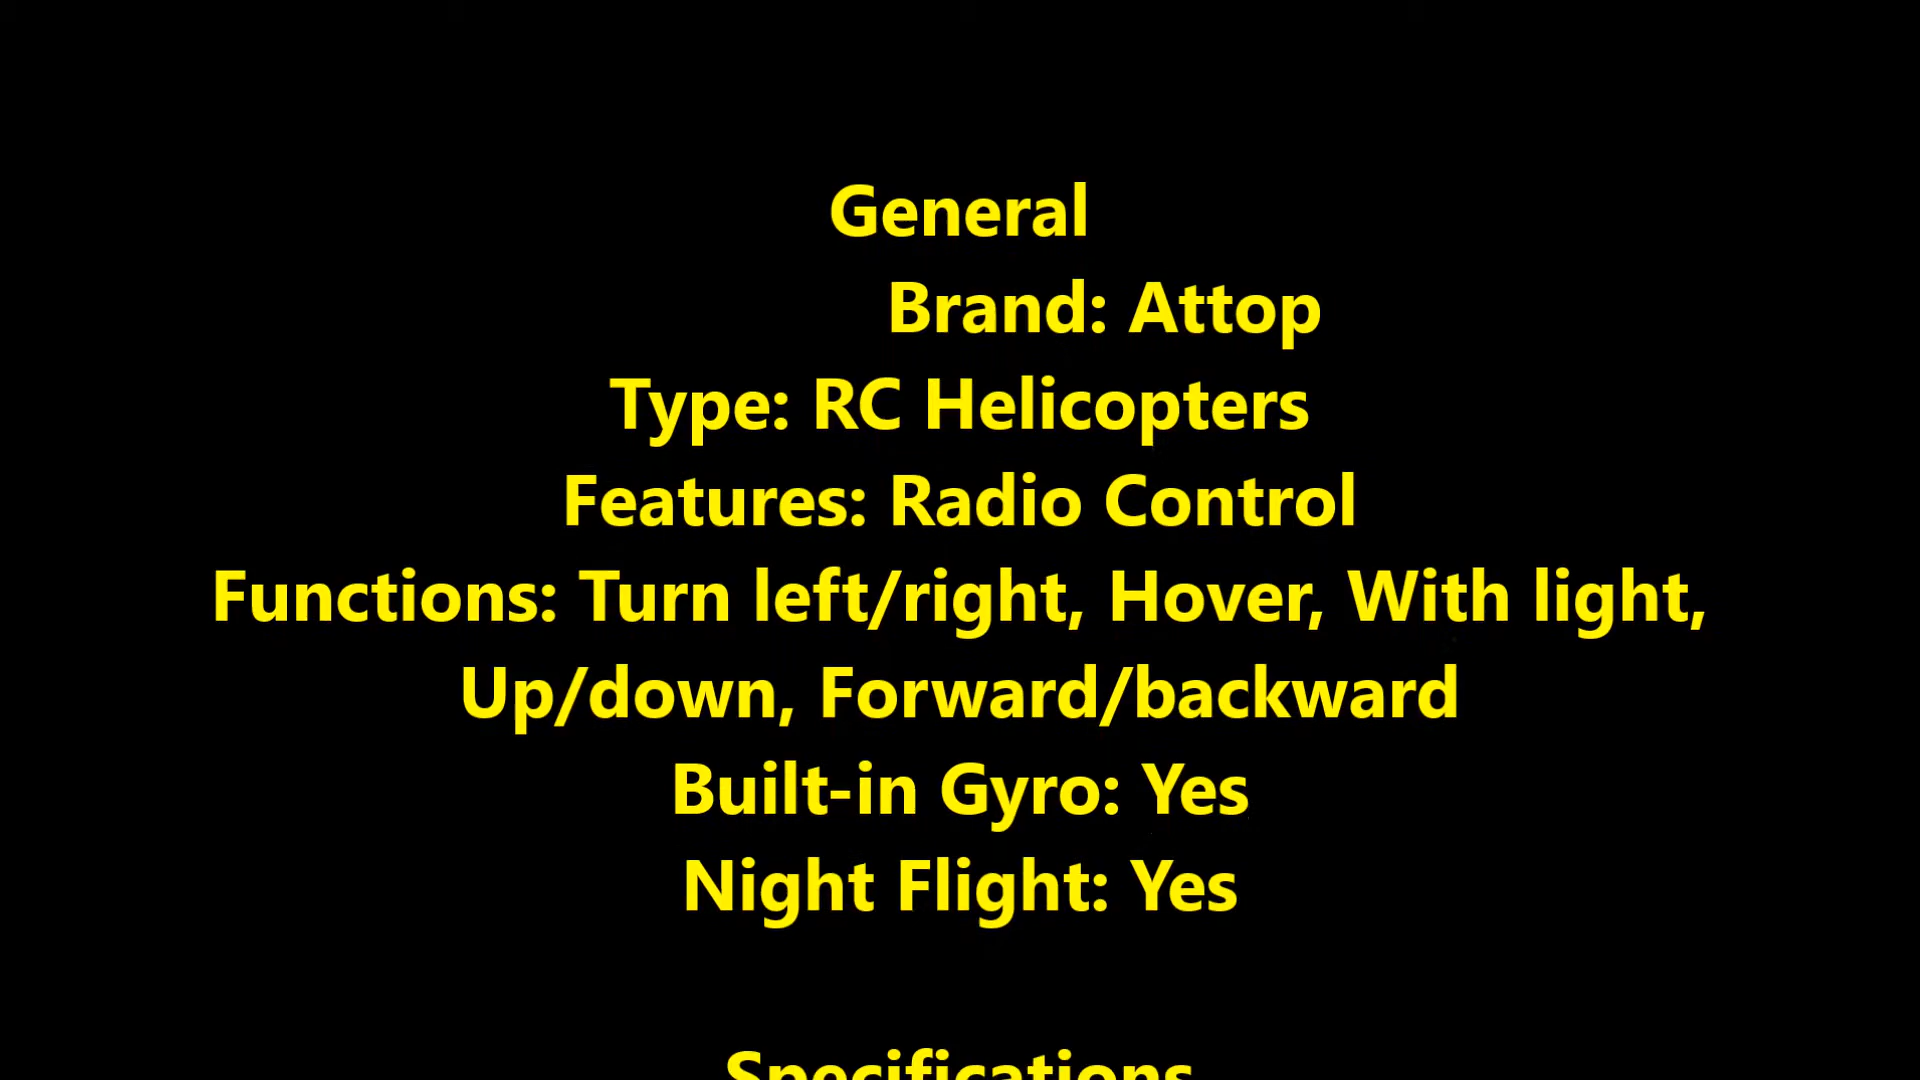 General
Brand: Attop
Type: RC Helicopters
Features: Radio Control
Functions: Turn left/right, Hover, With light,
Up/down, Forward/backward
Built-in Gyro: Yes
Night Flight: Yes
Specifications